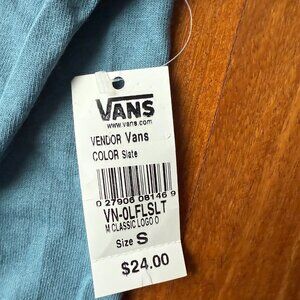 VANS
www.vans.com
VENDOR Vans
COLOR Slate
0 27906 08146 9
VN-0LFLSLT
M CLASSIC LOGO O
Size S
$24.00